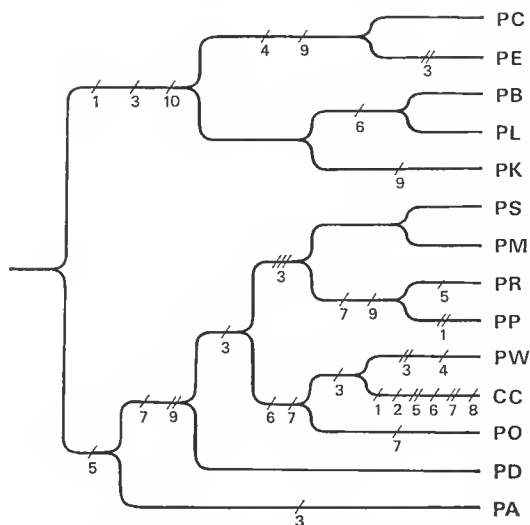 PC
4 9
PE
3
1 3 10
PB
6
PL
PK
9
PS
PM
3
PR
5
7 9
PP
1
3
PW
3 4
3
CC
1 2 5 6 7 8
6 7
PO
7
7 9
PD
5
PA
3